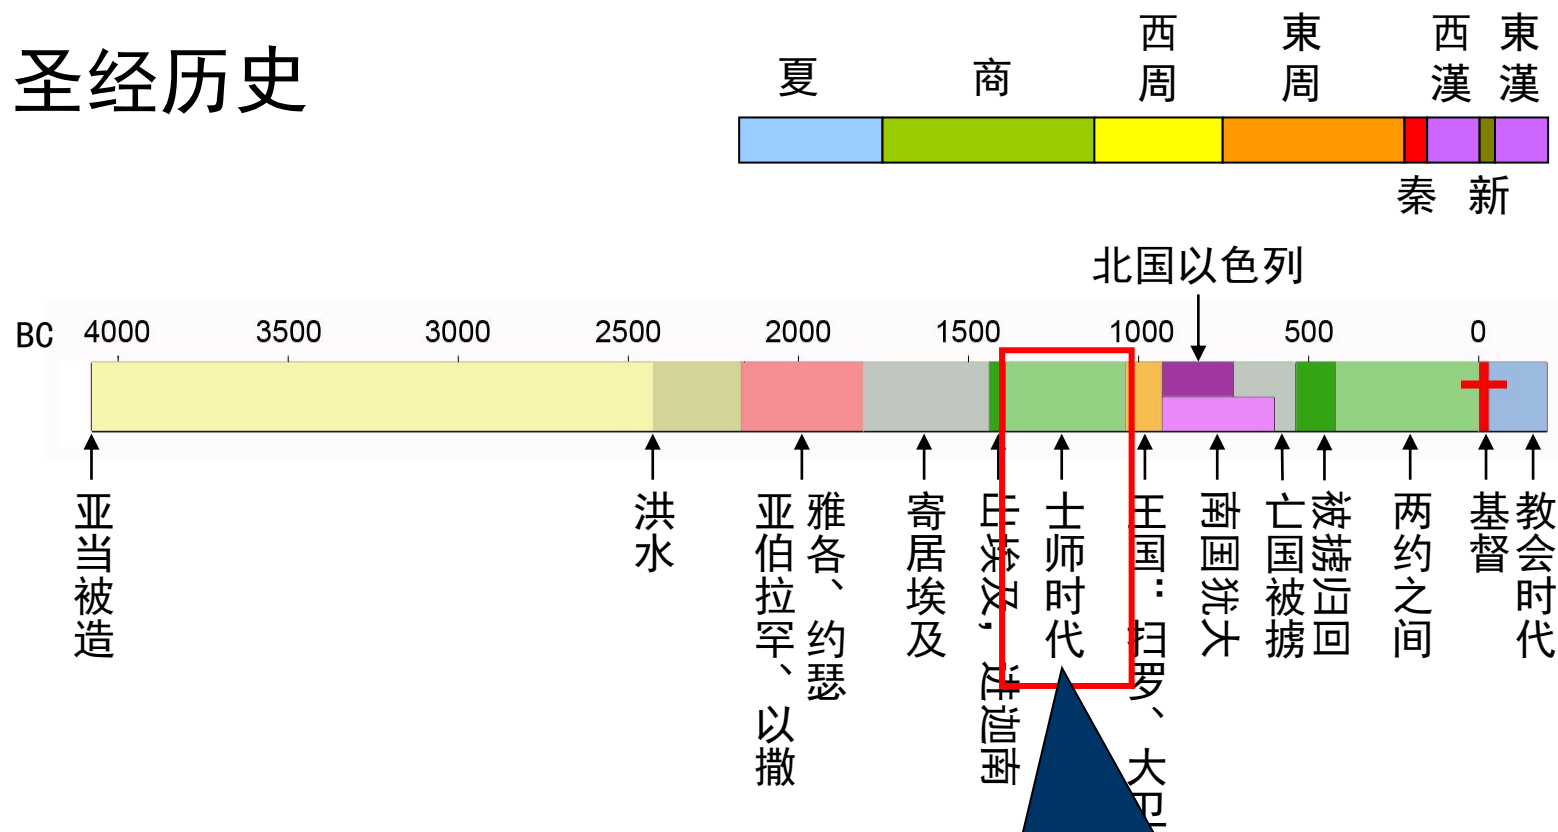 圣经历史
夏
商
西周
東周
西漢
東漢
秦
新
北国以色列
BC 4000 3500 3000 2500 2000 1500 1000 500 0
亚当被造
洪水
亚伯拉罕、以撒
雅各、约瑟
寄居埃及
出埃及，进迦南
士师时代
王国：扫罗、大卫
南国犹大
亡国被掳
被掳归回
两约之间
基督
教会时代